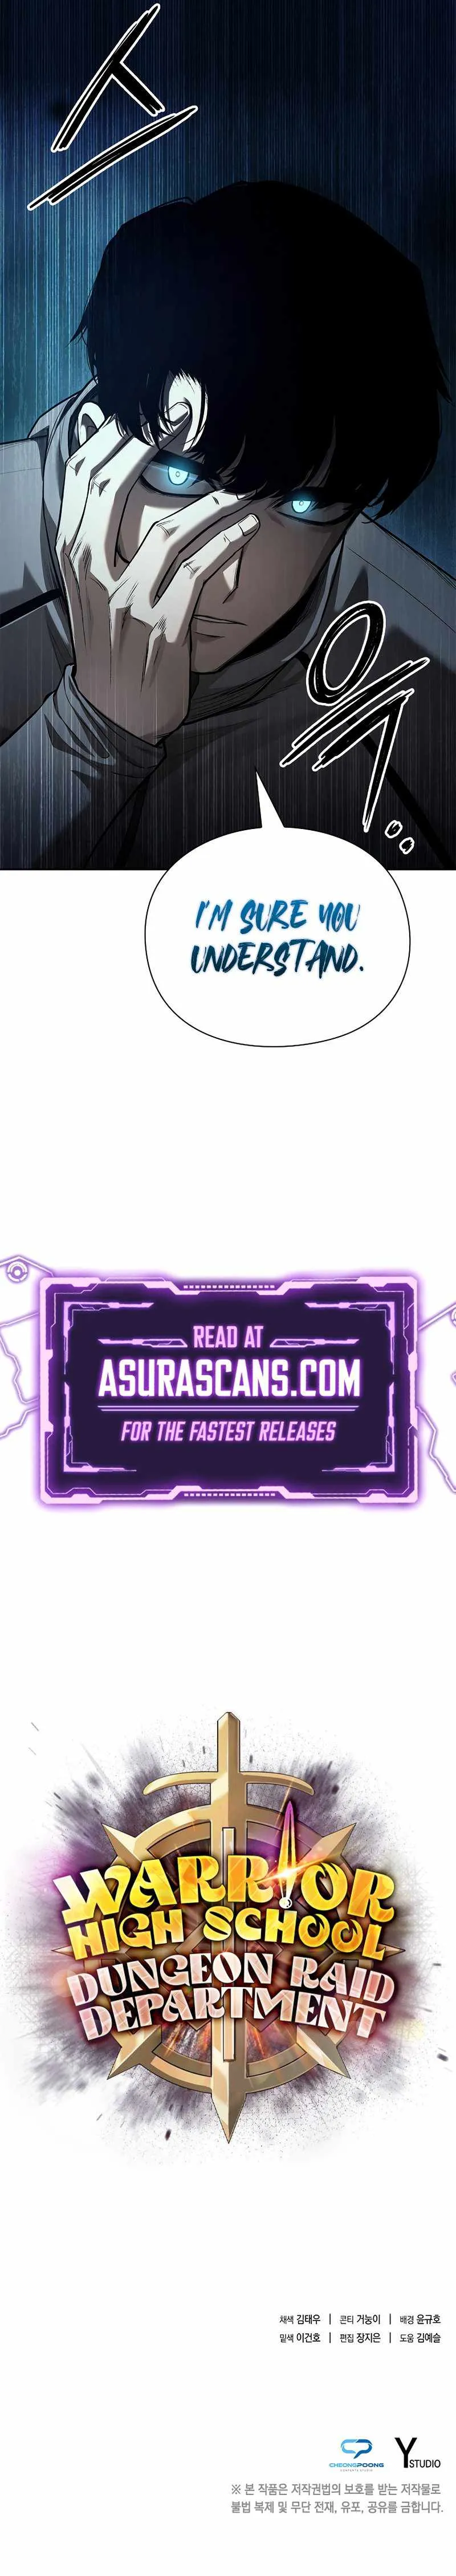 스
윽
I'M SURE YOU
UNDERSTAND.
READ AT
ASURASCANS.COM
FOR THE FASTEST RELEASES
WARRIOR
HIGH SCHOOL
DUNGEON RAID
DEPARTMENT
채색 김태우 | 콘티 거눙이 | 배경 윤규호
밑색 이건호 | 편집 장지은 | 도움 김예슬
CHEONGPOONG
Y STUDIO
※ 본 작품은 저작권법의 보호를 받는 저작물로
불법 복제 및 무단 전재, 유포, 공유를 금합니다.